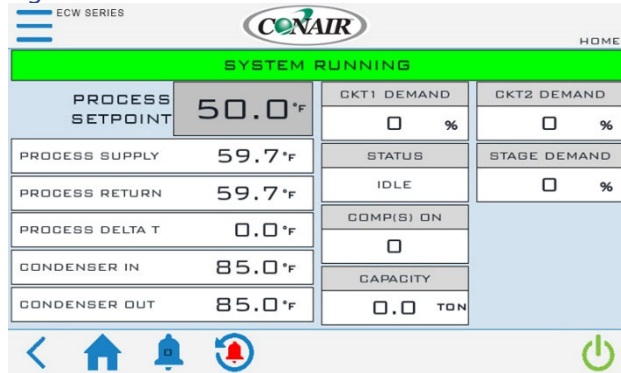 ECW SERIES
CONAIR
HOME
SYSTEM RUNNING
PROCESS SETPOINT 50.0°F
PROCESS SUPPLY 59.7°F
PROCESS RETURN 59.7°F
PROCESS DELTA T 0.0°F
CONDENSER IN 85.0°F
CONDENSER OUT 85.0°F
CKT1 DEMAND
0 %
STATUS
IDLE
COMP(S) ON
0
CAPACITY
0.0 TON
CKT2 DEMAND
0 %
STAGE DEMAND
0 %
0